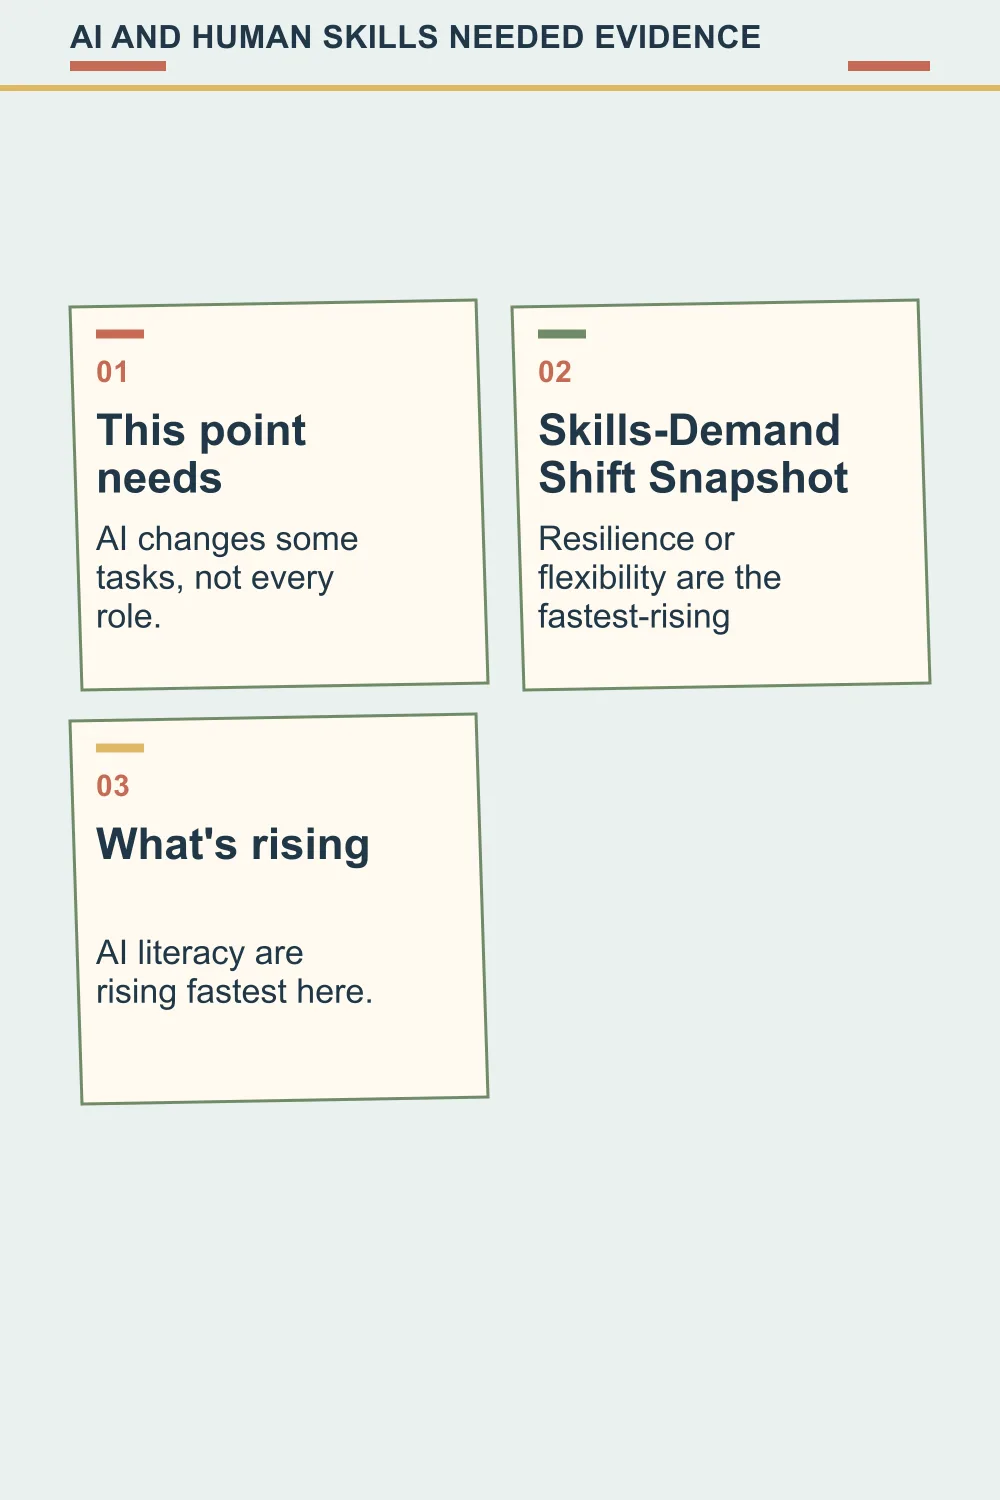 AI AND HUMAN SKILLS NEEDED EVIDENCE
01
This point
needs
AI changes some
tasks, not every
role.
02
Skills-Demand
Shift Snapshot
Resilience or
flexibility are the
fastest-rising
03
What's rising
AI literacy are
rising fastest here.